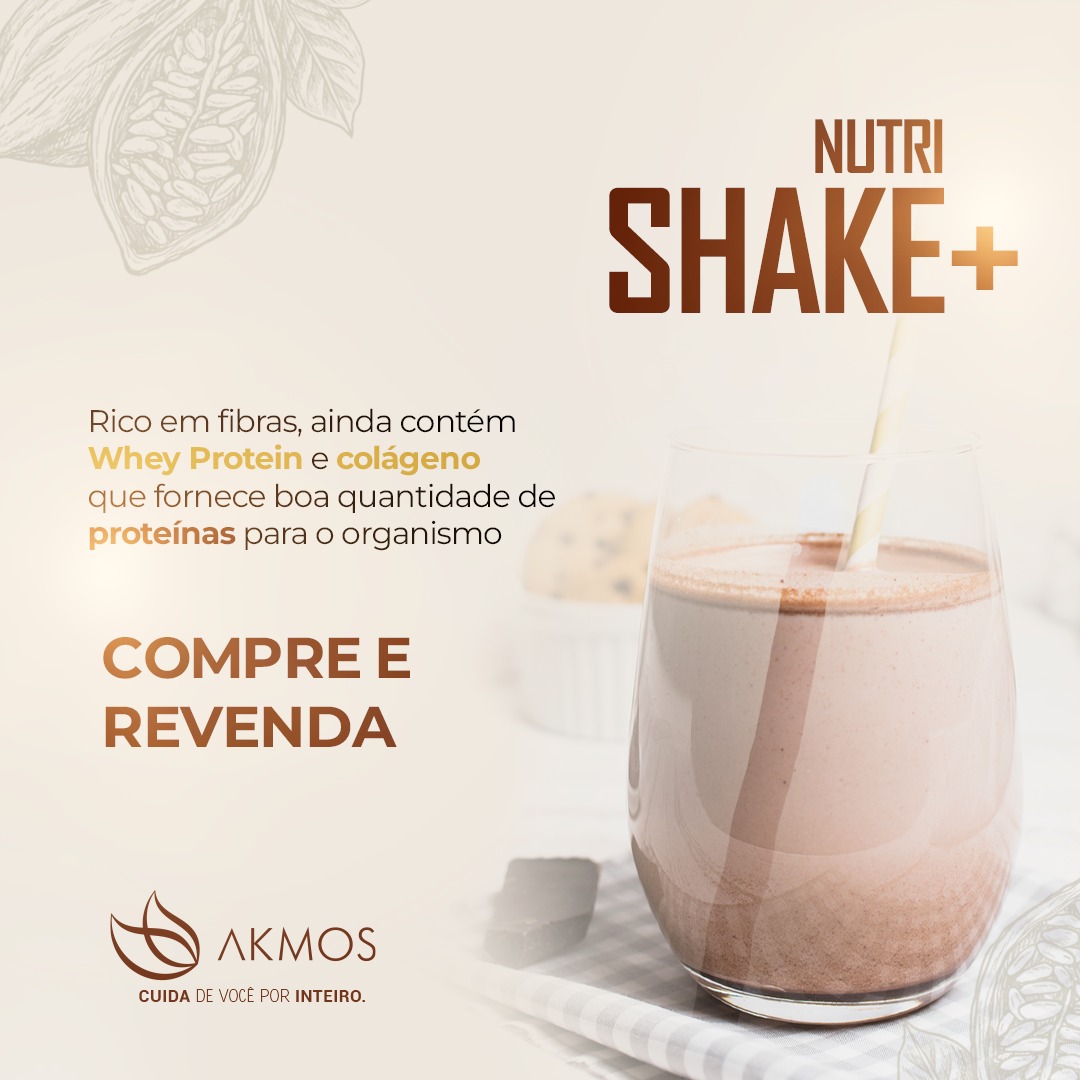 NUTRI
SHAKE+
Rico em fibras, ainda contém
Whey Protein e colágeno
que fornece boa quantidade de
proteínas para o organismo
COMPRE E
REVENDA
AKMOS
CUIDA DE VOCÊ POR INTEIRO.